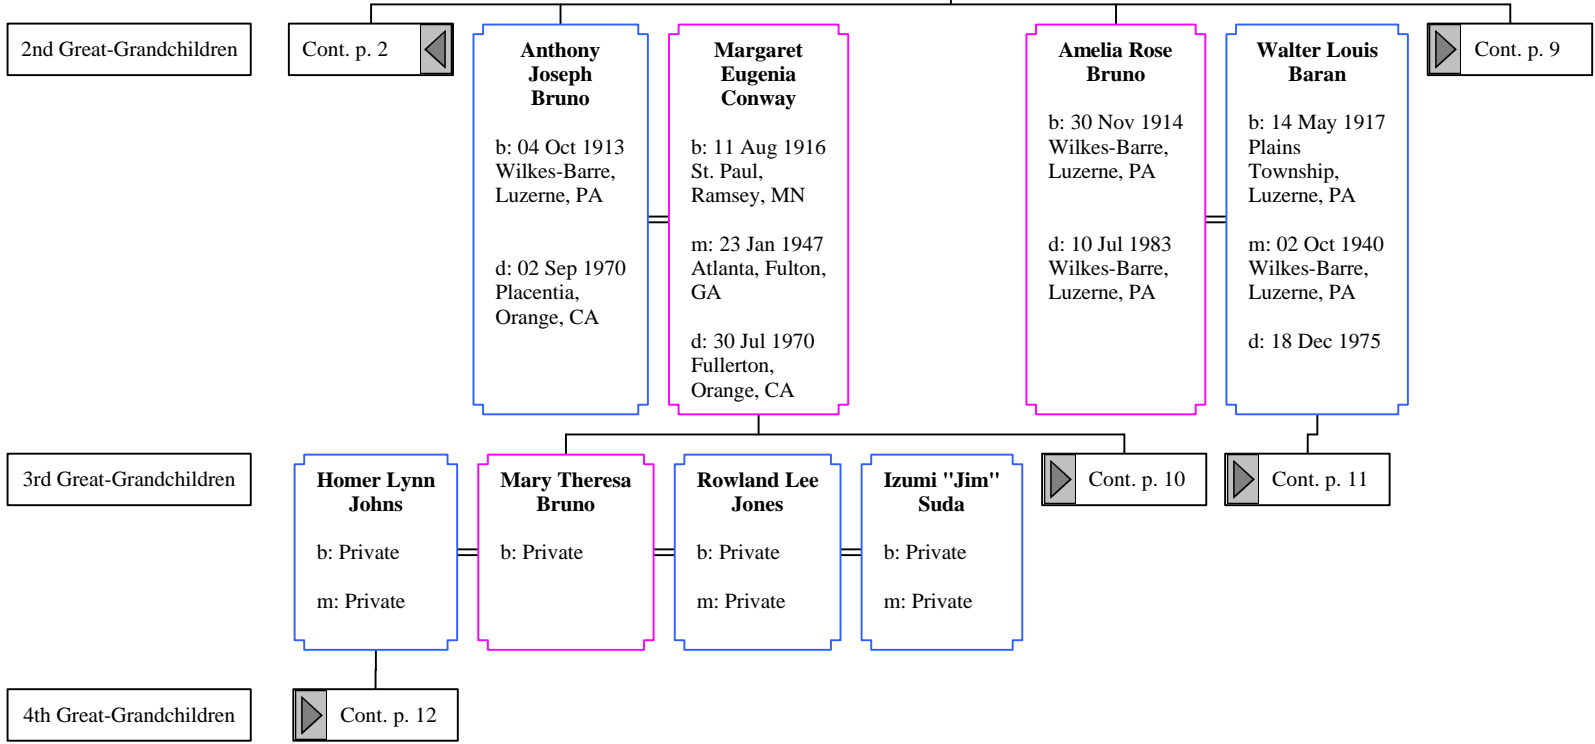 2nd Great-Grandchildren
Cont. p. 2
Anthony
Joseph
Bruno
b: 04 Oct 1913
Wilkes-Barre,
Luzerne, PA
d: 02 Sep 1970
Placentia,
Orange, CA
Margaret
Eugenia
Conway
b: 11 Aug 1916
St. Paul,
Ramsey, MN
m: 23 Jan 1947
Atlanta, Fulton,
GA
d: 30 Jul 1970
Fullerton,
Orange, CA
Amelia Rose
Bruno
b: 30 Nov 1914
Wilkes-Barre,
Luzerne, PA
d: 10 Jul 1983
Wilkes-Barre,
Luzerne, PA
Walter Louis
Baran
b: 14 May 1917
Plains
Township,
Luzerne, PA
m: 02 Oct 1940
Wilkes-Barre,
Luzerne, PA
d: 18 Dec 1975
Cont. p. 9
3rd Great-Grandchildren
Homer Lynn
Johns
b: Private
m: Private
Mary Theresa
Bruno
b: Private
Rowland Lee
Jones
b: Private
m: Private
Izumi "Jim"
Suda
b: Private
m: Private
Cont. p. 10
Cont. p. 11
4th Great-Grandchildren
Cont. p. 12